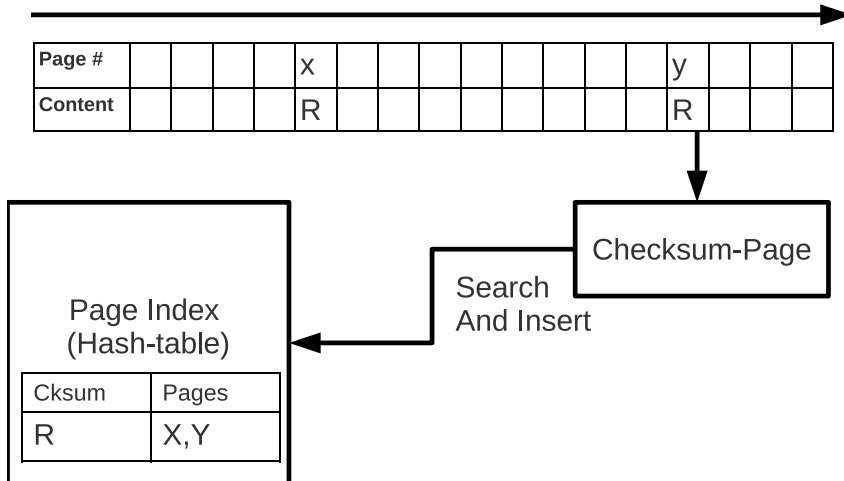 Page # x y
Content R R
Checksum-Page
Search
And Insert
Page Index
(Hash-table)
Cksum Pages
R X,Y